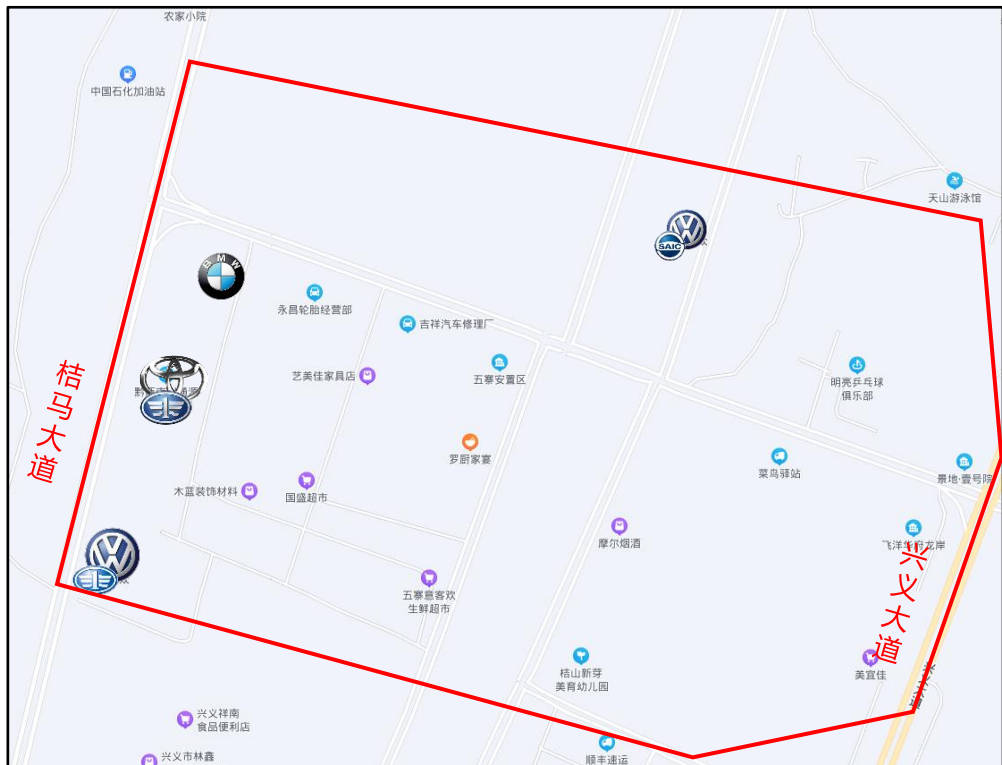 农家小院
中国石化加油站
天山游泳馆
SAIC
BMW
永昌轮胎经营部
吉祥汽车修理厂
五寨安置区
艺美佳家具店
明亮乒乓球
俱乐部
桔马大道
罗厨家宴
菜鸟驿站
景地·壹号院
木蓝装饰材料
国盛超市
摩尔烟酒
飞洋华府龙岸
兴义大道
五寨意客欢
生鲜超市
桔山新芽
美育幼儿园
美宜佳
兴义祥南
食品便利店
顺丰速运
兴义市林鑫